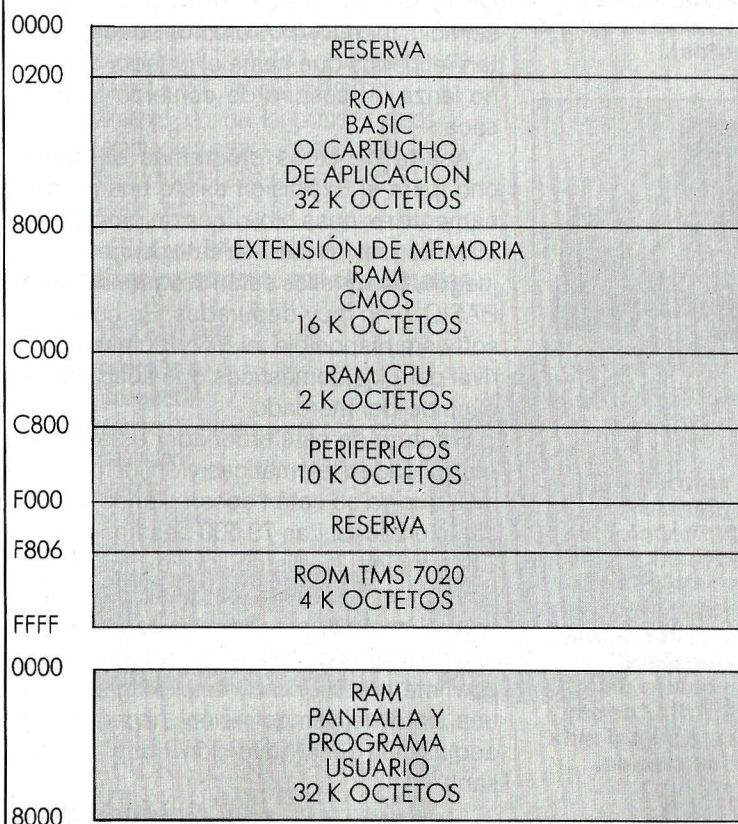 0000
RESERVA
0200
ROM
BASIC
O CARTUCHO
DE APLICACION
32 K OCTETOS
8000
EXTENSIÓN DE MEMORIA
RAM
CMOS
16 K OCTETOS
C000
RAM CPU
2 K OCTETOS
C800
PERIFERICOS
10 K OCTETOS
F000
RESERVA
F806
ROM TMS 7020
4 K OCTETOS
FFFF
0000
RAM
PANTALLA Y
PROGRAMA
USUARIO
32 K OCTETOS
8000